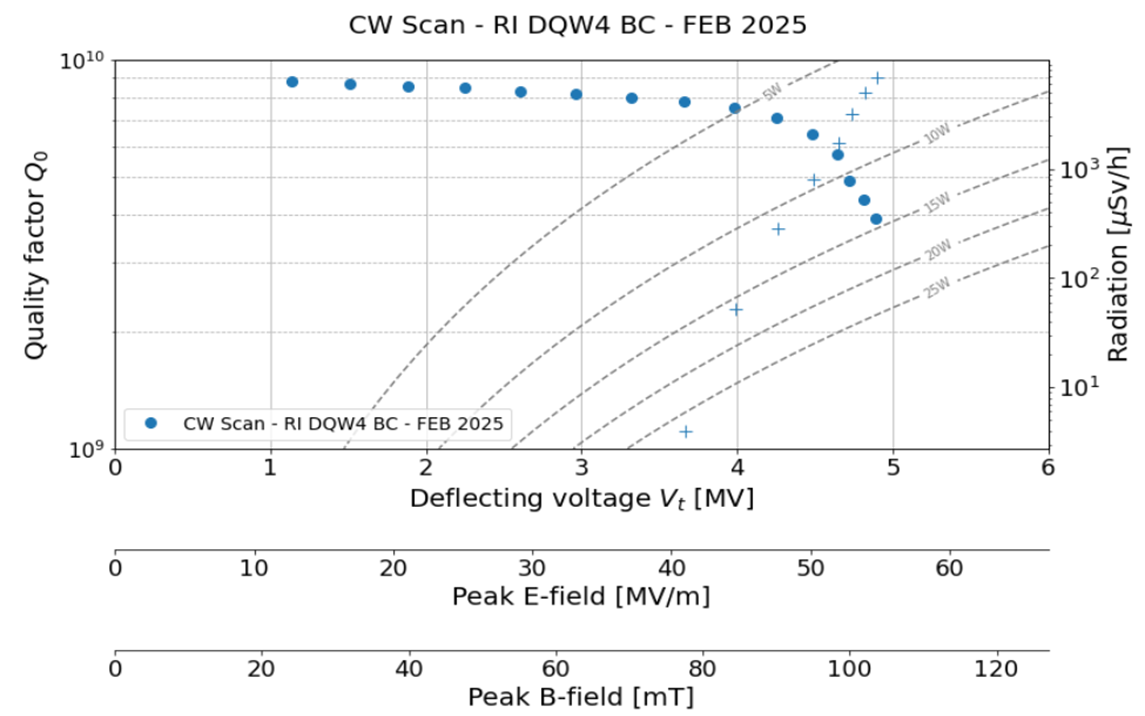 CW Scan - RI DQW4 BC - FEB 2025
10¹⁰
10⁹
Quality factor Q₀
5W
10W
15W
20W
25W
10³
10²
10¹
Radiation [μSv/h]
CW Scan - RI DQW4 BC - FEB 2025
0 1 2 3 4 5 6
Deflecting voltage Vₜ [MV]
0 10 20 30 40 50 60
Peak E-field [MV/m]
0 20 40 60 80 100 120
Peak B-field [mT]